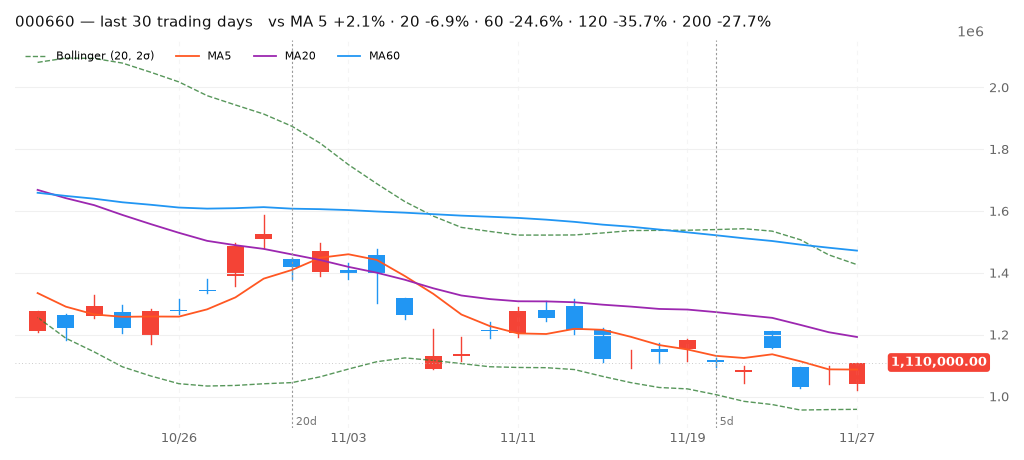 000660 — last 30 trading days   vs MA 5 +2.1% · 20 -6.9% · 60 -24.6% · 120 -35.7% · 200 -27.7%
1e6
Bollinger (20, 2σ)   MA5   MA20   MA60
2.0
1.8
1.6
1.4
1.2
1,110,000.00
1.0
20d   5d
10/26   11/03   11/11   11/19   11/27